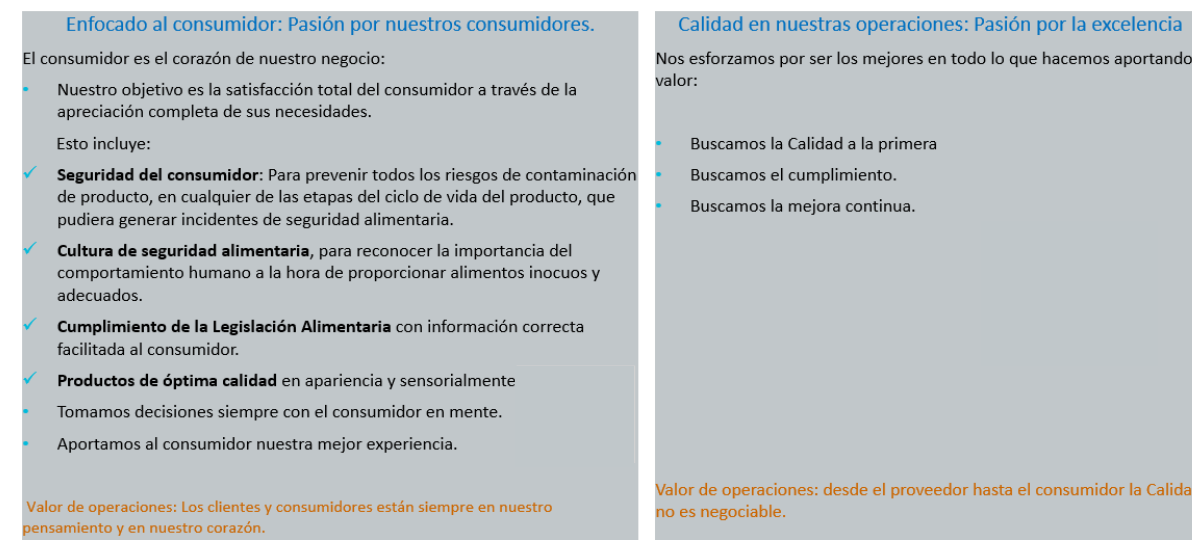 Enfocado al consumidor: Pasión por nuestros consumidores.
El consumidor es el corazón de nuestro negocio:
• Nuestro objetivo es la satisfacción total del consumidor a través de la
apreciación completa de sus necesidades.
Esto incluye:
✓ Seguridad del consumidor: Para prevenir todos los riesgos de contaminación
de producto, en cualquier de las etapas del ciclo de vida del producto, que
pudiera generar incidentes de seguridad alimentaria.
✓ Cultura de seguridad alimentaria, para reconocer la importancia del
comportamiento humano a la hora de proporcionar alimentos inocuos y
adecuados.
✓ Cumplimiento de la Legislación Alimentaria con información correcta
facilitada al consumidor.
✓ Productos de óptima calidad en apariencia y sensorialmente
• Tomamos decisiones siempre con el consumidor en mente.
• Aportamos al consumidor nuestra mejor experiencia.
Valor de operaciones: Los clientes y consumidores están siempre en nuestro
pensamiento y en nuestro corazón.
Calidad en nuestras operaciones: Pasión por la excelencia
Nos esforzamos por ser los mejores en todo lo que hacemos aportando
valor:
• Buscamos la Calidad a la primera
• Buscamos el cumplimiento.
• Buscamos la mejora continua.
Valor de operaciones: desde el proveedor hasta el consumidor la Calida
no es negociable.